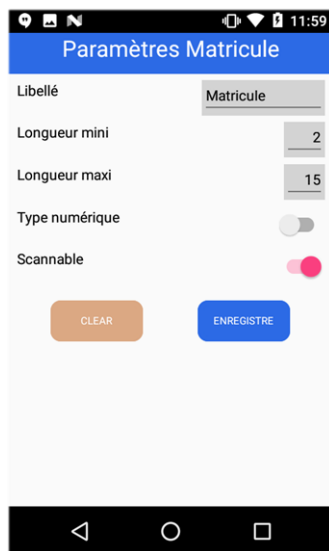 11:59
Paramètres Matricule
Libellé Matricule
Longueur mini 2
Longueur maxi 15
Type numérique
Scannable
CLEAR ENREGISTRE